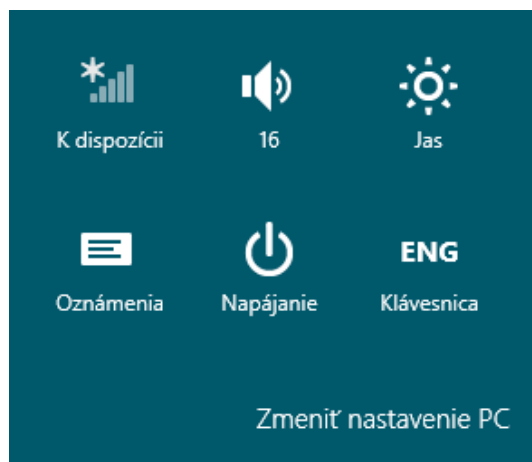 K dispozícii
16
Jas
ENG
Oznámenia
Napájanie
Klávesnica
Zmeniť nastavenie PC